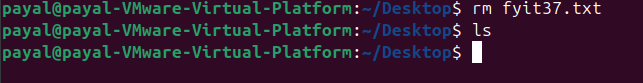 payal@payal-VMware-Virtual-Platform:~/Desktop$ rm fyit37.txt
payal@payal-VMware-Virtual-Platform:~/Desktop$ ls
payal@payal-VMware-Virtual-Platform:~/Desktop$